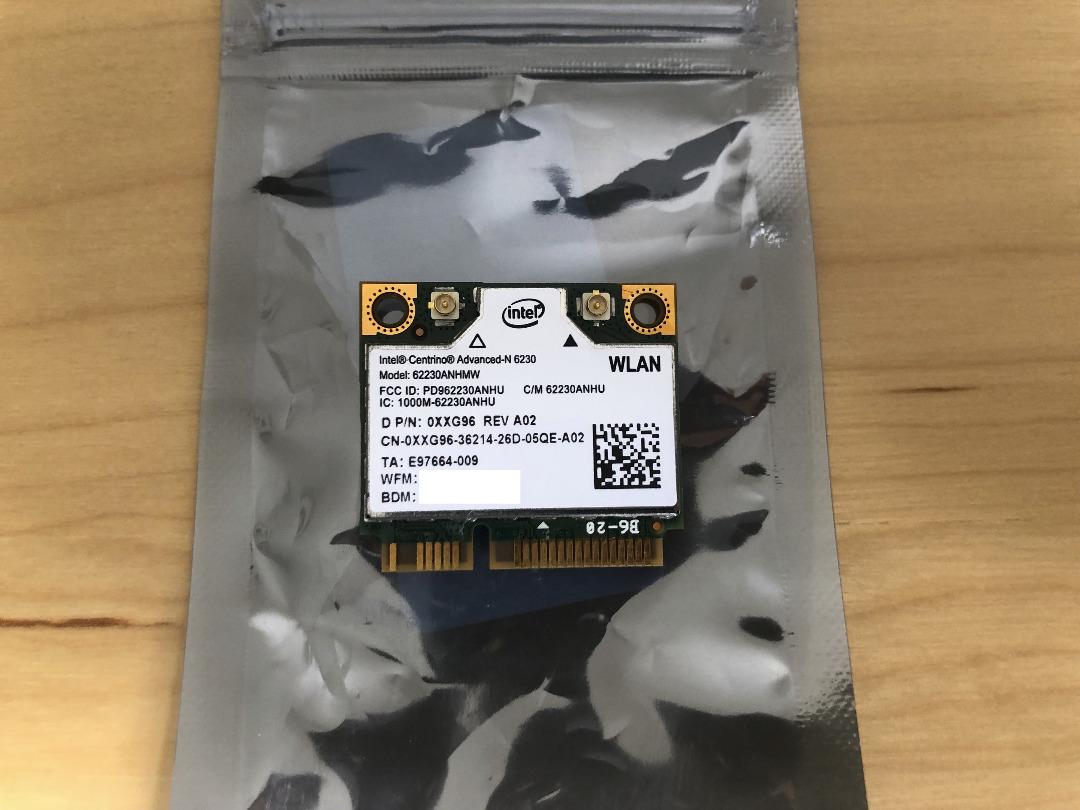 intel
Intel® Centrino® Advanced-N 6230
WLAN
Model: 62230ANHMW
FCC ID: PD962230ANHU C/M 62230ANHU
IC: 1000M-62230ANHU
D P/N: 0XXG96 REV A02
CN-0XXG96-36214-26D-05QE-A02
TA: E97664-009
WFM:
BDM:
B6-20